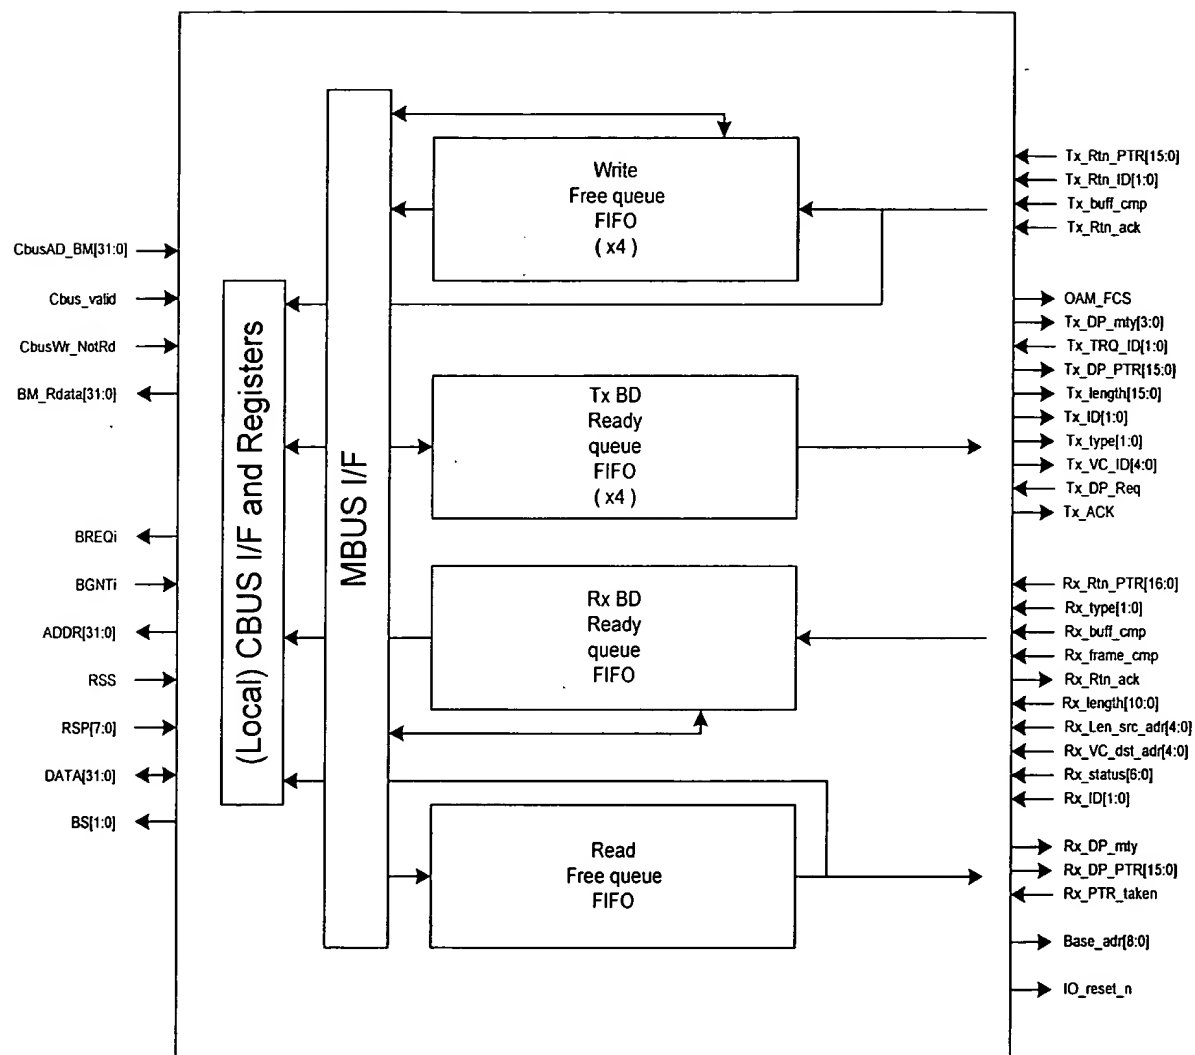 CbusAD_BM[31:0]
Cbus_valid
CbusWr_NotRd
BM_Rdata[31:0]
BREQi
BGNTi
ADDR[31:0]
RSS
RSP[7:0]
DATA[31:0]
BS[1:0]
(Local) CBUS I/F and Registers
MBUS I/F
Write
Free queue
FIFO
( x4 )
Tx BD
Ready
queue
FIFO
( x4 )
Rx BD
Ready
queue
FIFO
Read
Free queue
FIFO
Tx_Rtn_PTR[15:0]
Tx_Rtn_ID[1:0]
Tx_buff_cmp
Tx_Rtn_ack
OAM_FCS
Tx_DP_mty[3:0]
Tx_TRQ_ID[1:0]
Tx_DP_PTR[15:0]
Tx_length[15:0]
Tx_ID[1:0]
Tx_type[1:0]
Tx_VC_ID[4:0]
Tx_DP_Req
Tx_ACK
Rx_Rtn_PTR[16:0]
Rx_type[1:0]
Rx_buff_cmp
Rx_frame_cmp
Rx_Rtn_ack
Rx_length[10:0]
Rx_Len_src_adr[4:0]
Rx_VC_dst_adr[4:0]
Rx_status[6:0]
Rx_ID[1:0]
Rx_DP_mty
Rx_DP_PTR[15:0]
Rx_PTR_taken
Base_adr[8:0]
IO_reset_n